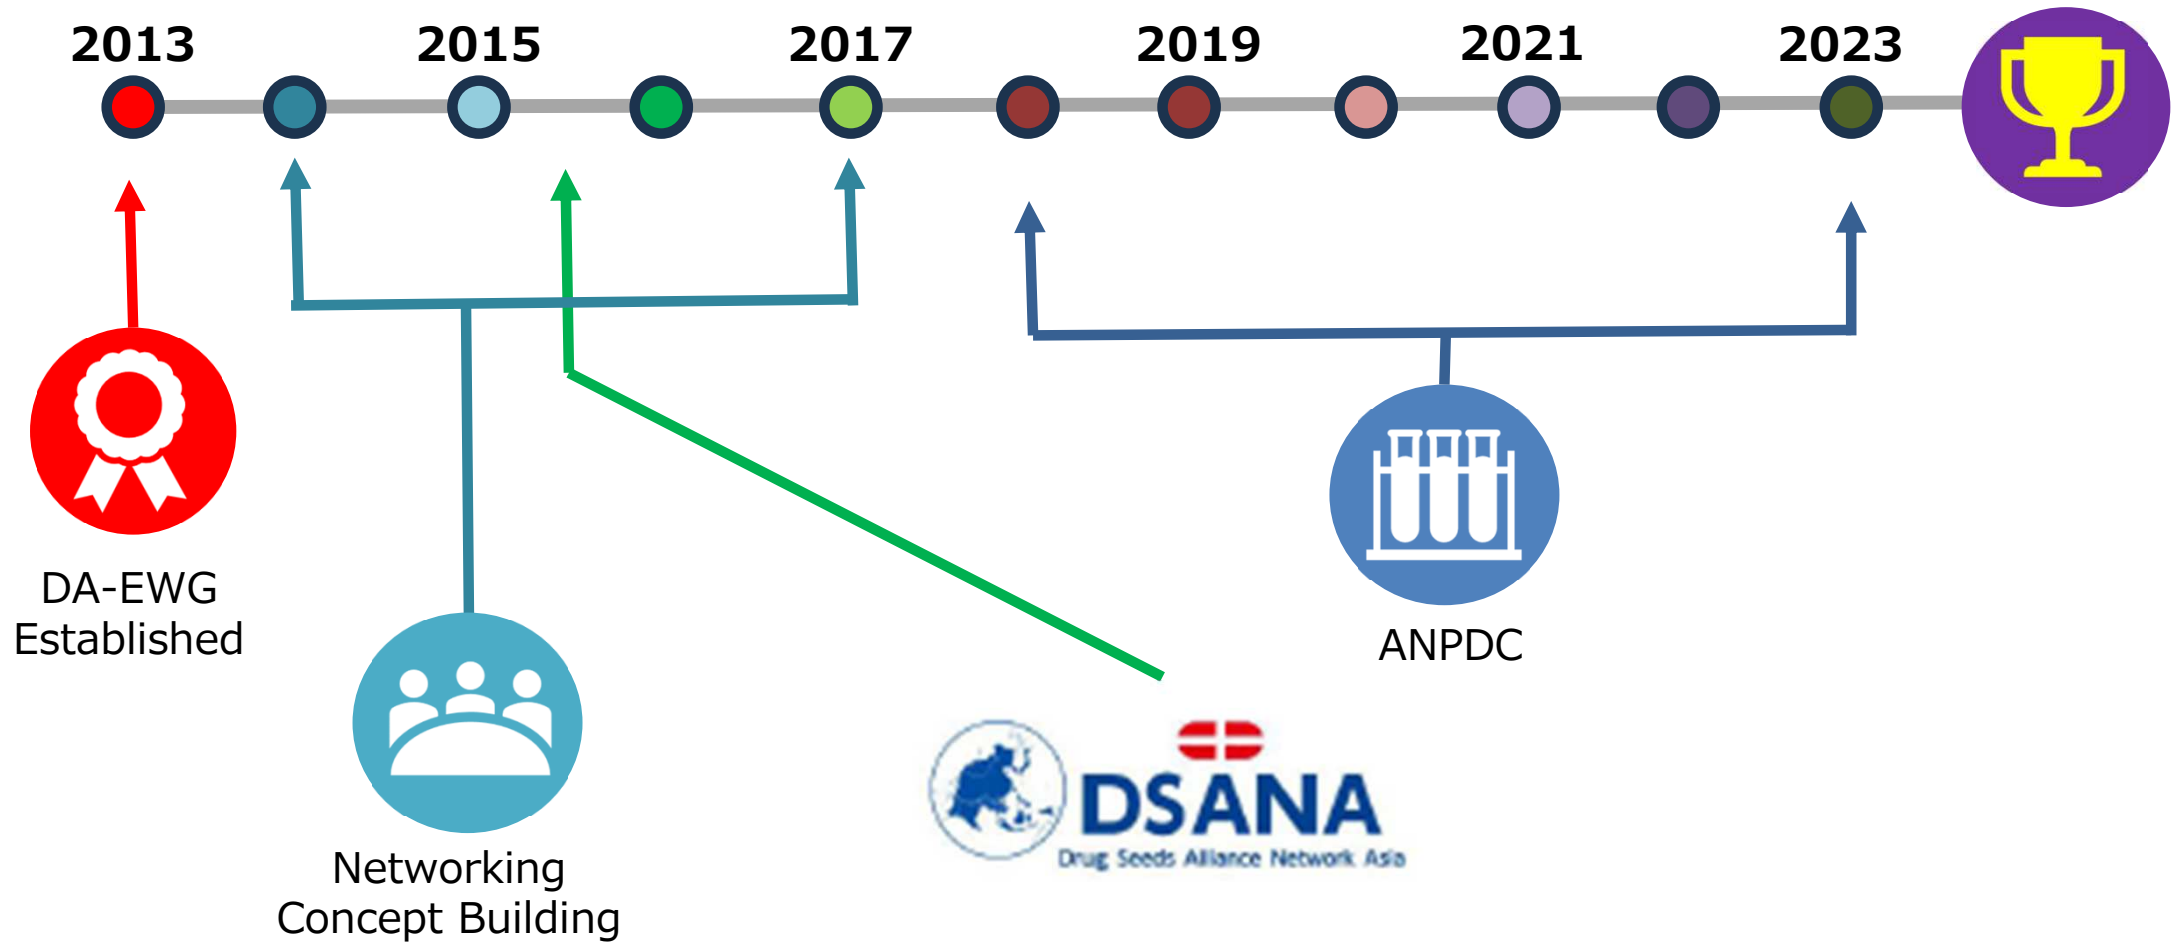 2013
2015
2017
2019
2021
2023
DA-EWG
Established
Networking
Concept Building
DSANA
Drug Seeds Alliance Network Asia
ANPDC